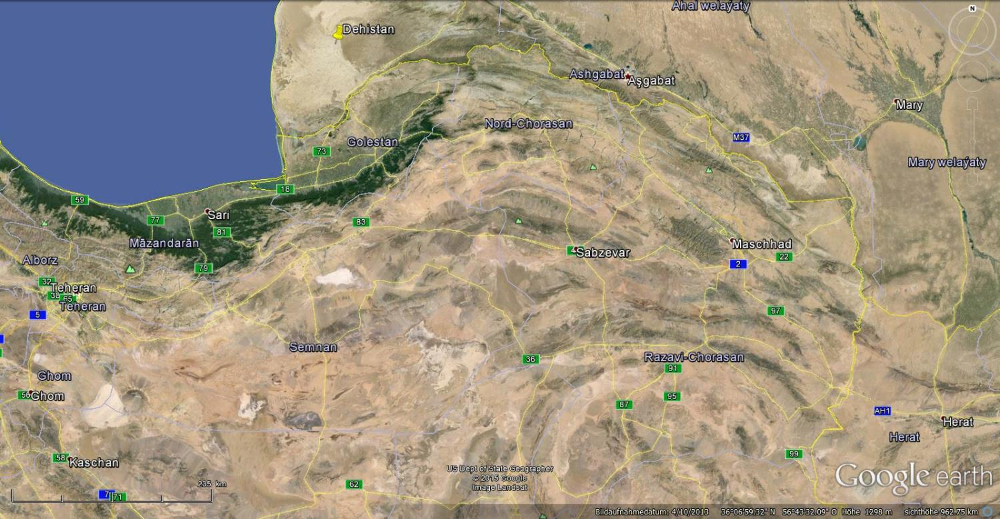 Ahal welaýaty
N
Dehistan
Ashgabat
Aşgabat
Mary
Nord-Chorasan
M37
Golestan
73
Mary welaýaty
18
59
Sari
77
83
81
Māzandarān
Maschhad
Sabzevar
22
Alborz
2
79
32
Teheran
38
65
Teheran
5
97
Semnan
36
Razavi-Chorasan
91
Ghom
56
Ghom
95
87
AH1
Herat
Herat
58
Kaschan
99
US Dept of State Geographer
© 2015 Google
Image Landsat
Google earth
235 km
62
7
71
Bildaufnahmedatum: 4/10/2013 36°06'59.32" N 56°43'32.09" O Höhe 1298 m sichthöhe 962.75 km